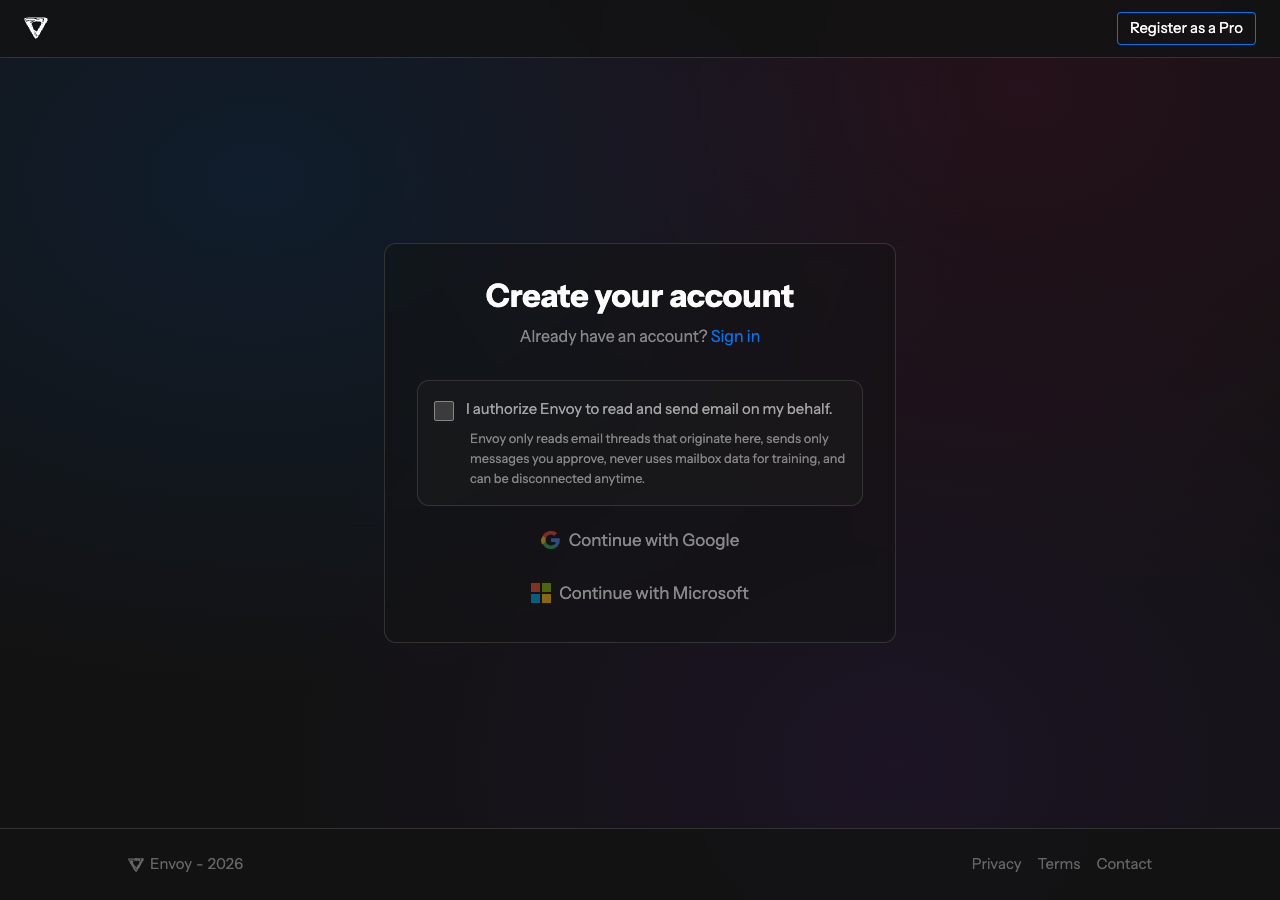 Register as a Pro
Create your account
Already have an account? Sign in
I authorize Envoy to read and send email on my behalf.
Envoy only reads email threads that originate here, sends only
messages you approve, never uses mailbox data for training, and
can be disconnected anytime.
Continue with Google
Continue with Microsoft
Envoy - 2026
Privacy Terms Contact